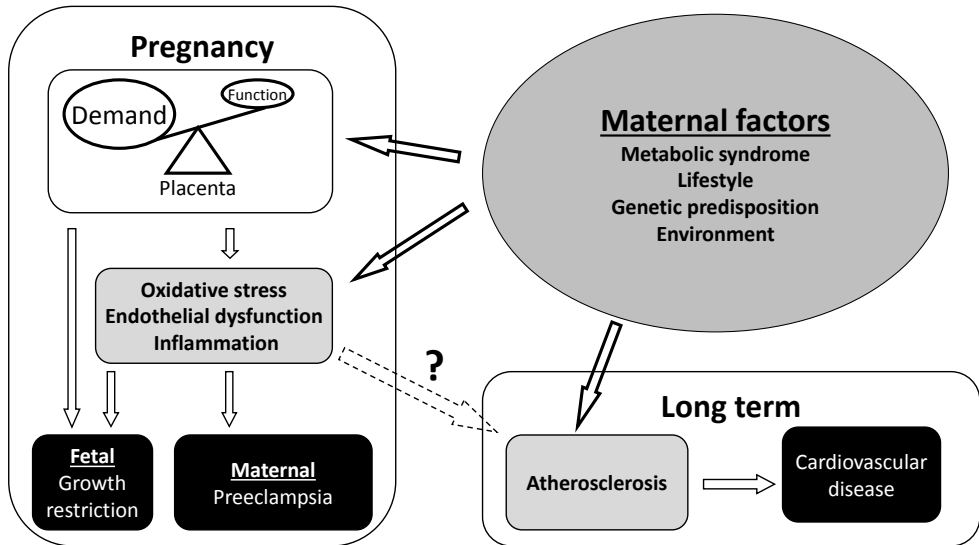 Pregnancy
Demand
Function
Placenta
Maternal factors
Metabolic syndrome
Lifestyle
Genetic predisposition
Environment
Oxidative stress
Endothelial dysfunction
Inflammation
?
Fetal
Growth
restriction
Maternal
Preeclampsia
Long term
Atherosclerosis
Cardiovascular
disease